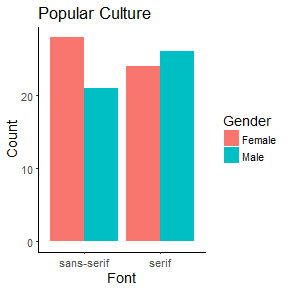 Popular Culture
20
10
0
Count
sans-serif
serif
Font
Gender
Female
Male